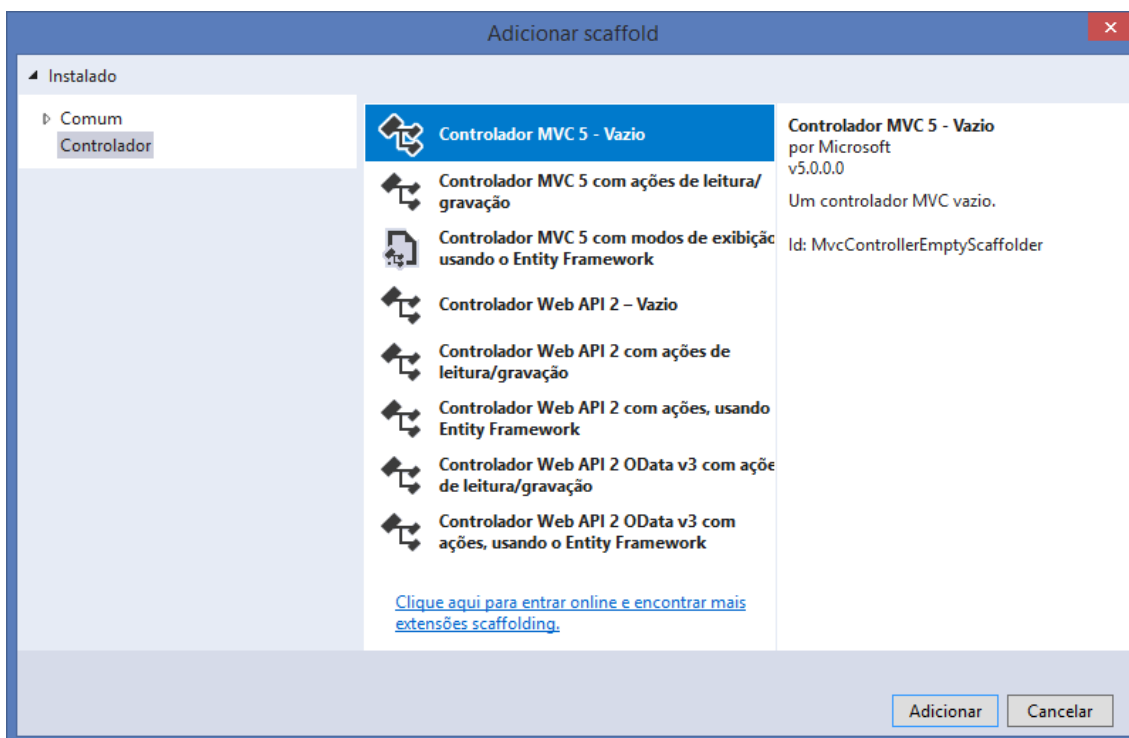 Adicionar scaffold
Instalado
Comum
Controlador
Controlador MVC 5 - Vazio
Controlador MVC 5 com ações de leitura/
gravação
Controlador MVC 5 com modos de exibição
usando o Entity Framework
Controlador Web API 2 – Vazio
Controlador Web API 2 com ações de
leitura/gravação
Controlador Web API 2 com ações, usando
Entity Framework
Controlador Web API 2 OData v3 com açõe
de leitura/gravação
Controlador Web API 2 OData v3 com
ações, usando o Entity Framework
Clique aqui para entrar online e encontrar mais
extensões scaffolding.
Controlador MVC 5 - Vazio
por Microsoft
v5.0.0.0
Um controlador MVC vazio.
Id: MvcControllerEmptyScaffolder
Adicionar
Cancelar